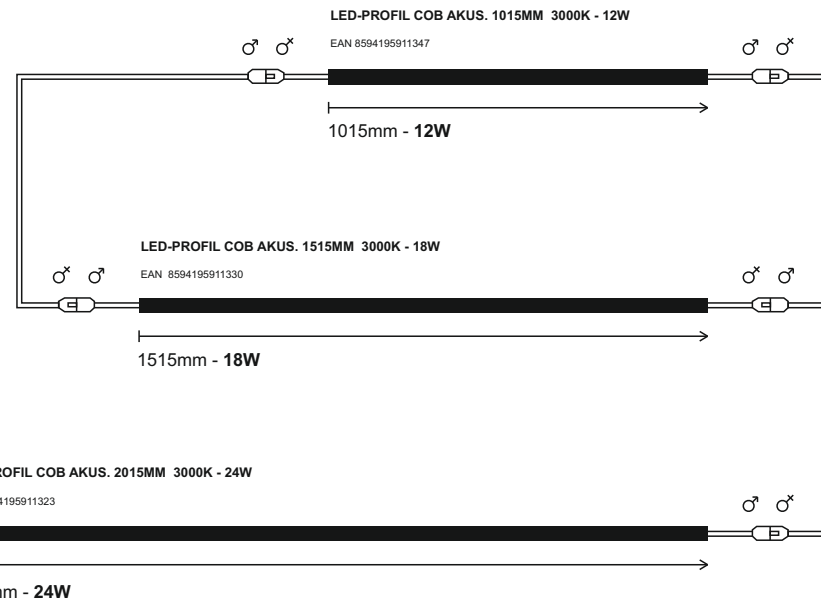 LED-PROFIL COB AKUS. 1015MM 3000K - 12W
EAN 8594195911347
1015mm - 12W
LED-PROFIL COB AKUS. 1515MM 3000K - 18W
EAN 8594195911330
1515mm - 18W
ROFIL COB AKUS. 2015MM 3000K - 24W
4195911323
m - 24W